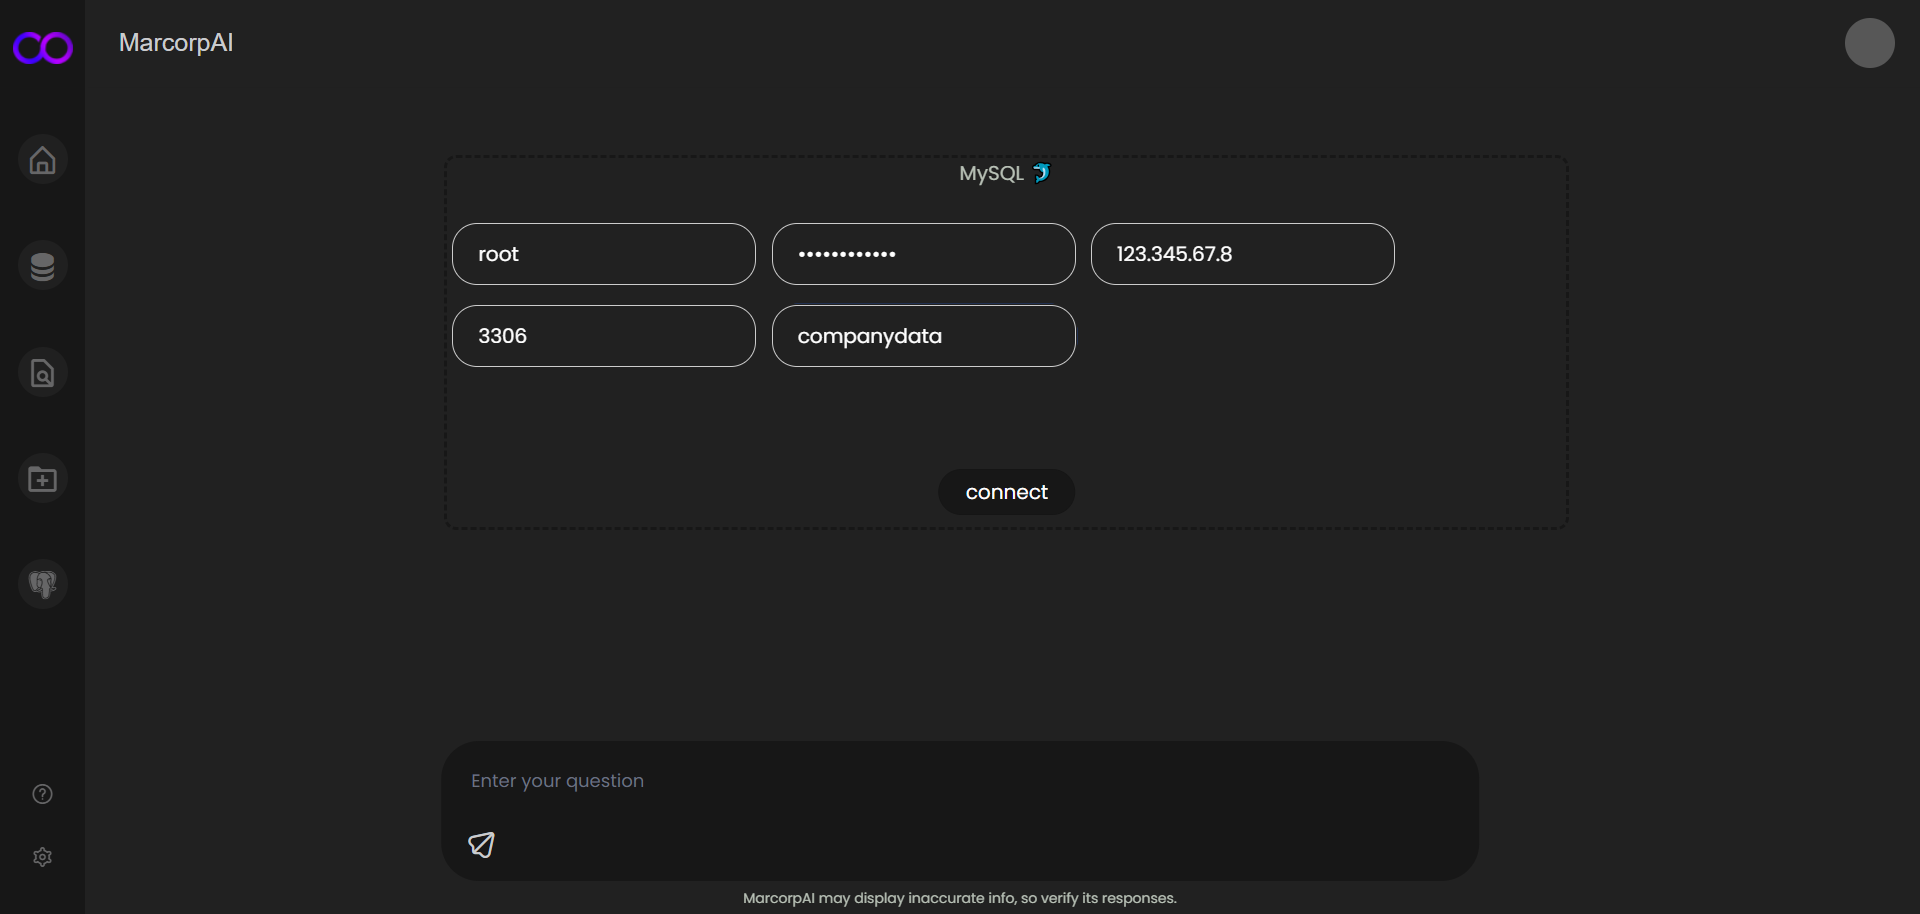 MarcorpAI
MySQL
root
••••••••••••
123.345.67.8
3306
companydata
connect
Enter your question
MarcorpAI may display inaccurate info, so verify its responses.